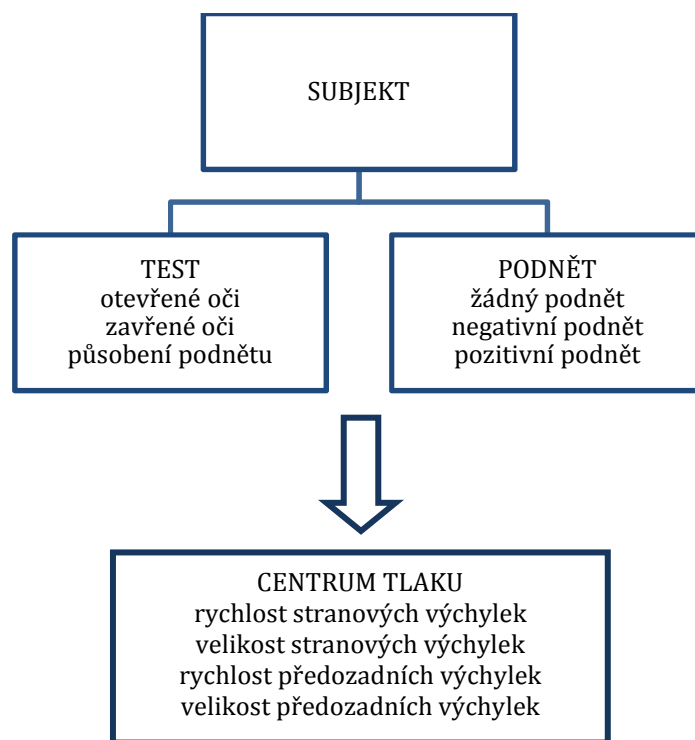 SUBJEKT
TEST
otevřené oči
zavřené oči
působení podnětu
PODNĚT
žádný podnět
negativní podnět
pozitivní podnět
CENTRUM TLAKU
rychlost stranových výchylek
velikost stranových výchylek
rychlost předozadních výchylek
velikost předozadních výchylek